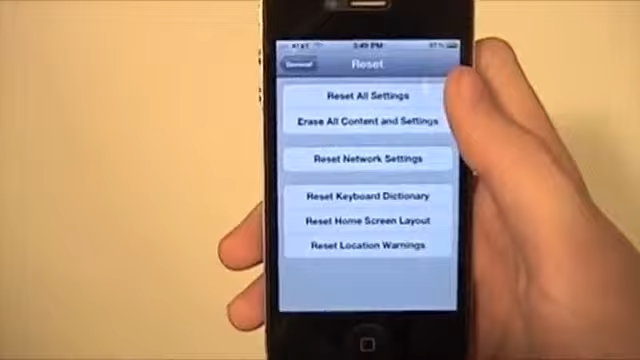 AT&T 3:49 PM
General Reset
Reset All Settings
Erase All Content and Settings
Reset Network Settings
Reset Keyboard Dictionary
Reset Home Screen Layout
Reset Location Warnings